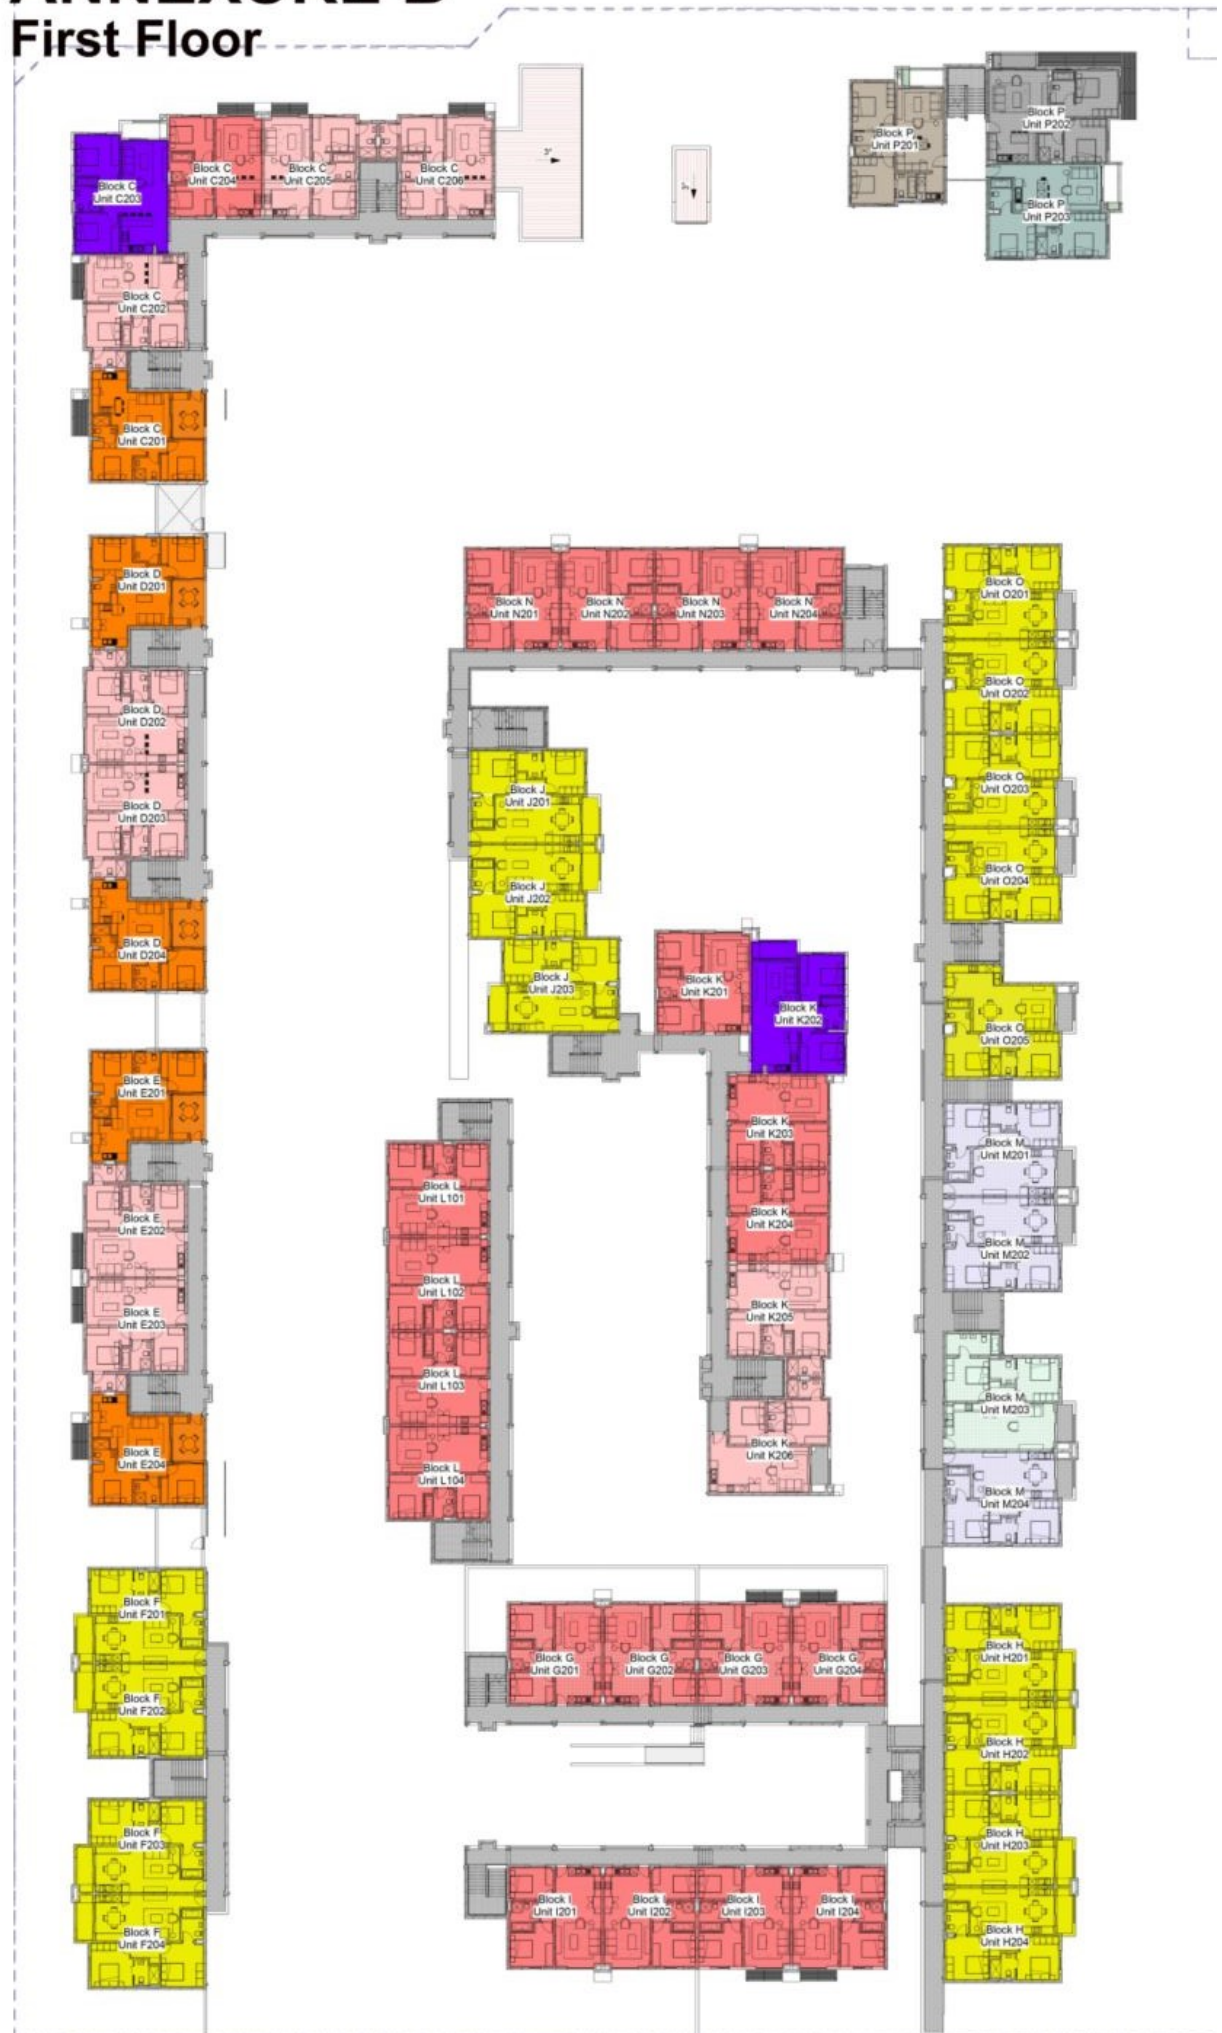 ANNEXURE B
First Floor
3°
3°
Block P
Unit P201
Block P
Unit P202
Block P
Unit P203
Block C
Unit C203
Block C
Unit C204
Block C
Unit C205
Block C
Unit C206
Block C
Unit C202
Block C
Unit C201
Block D
Unit D201
Block D
Unit D202
Block D
Unit D203
Block D
Unit D204
Block E
Unit E201
Block E
Unit E202
Block E
Unit E203
Block E
Unit E204
Block F
Unit F201
Block F
Unit F202
Block F
Unit F203
Block F
Unit F204
Block N
Unit N201
Block N
Unit N202
Block N
Unit N203
Block N
Unit N204
Block J
Unit J201
Block J
Unit J202
Block J
Unit J203
Block K
Unit K201
Block K
Unit K202
Block K
Unit K203
Block K
Unit K204
Block K
Unit K205
Block K
Unit K206
Block L
Unit L101
Block L
Unit L102
Block L
Unit L103
Block L
Unit L104
Block O
Unit O201
Block O
Unit O202
Block O
Unit O203
Block O
Unit O204
Block O
Unit O205
Block M
Unit M201
Block M
Unit M202
Block M
Unit M203
Block M
Unit M204
Block G
Unit G201
Block G
Unit G202
Block G
Unit G203
Block G
Unit G204
Block H
Unit H201
Block H
Unit H202
Block H
Unit H203
Block H
Unit H204
Block I
Unit I201
Block I
Unit I202
Block I
Unit I203
Block I
Unit I204